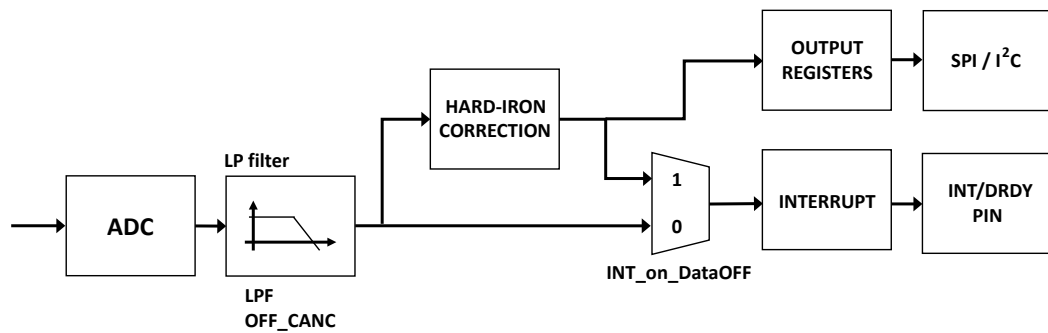 OUTPUT
REGISTERS
SPI / I²C
HARD-IRON
CORRECTION
LP filter
ADC
1
0
INTERRUPT
INT/DRDY
PIN
INT_on_DataOFF
LPF
OFF_CANC